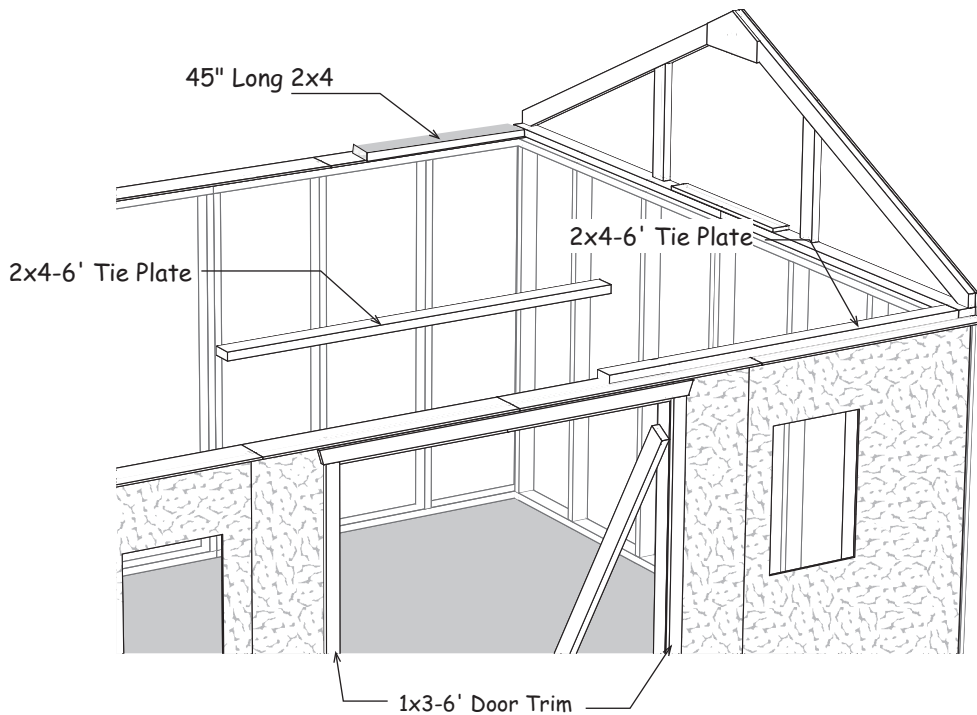 45" Long 2x4
2x4-6' Tie Plate
2x4-6' Tie Plate
1x3-6' Door Trim